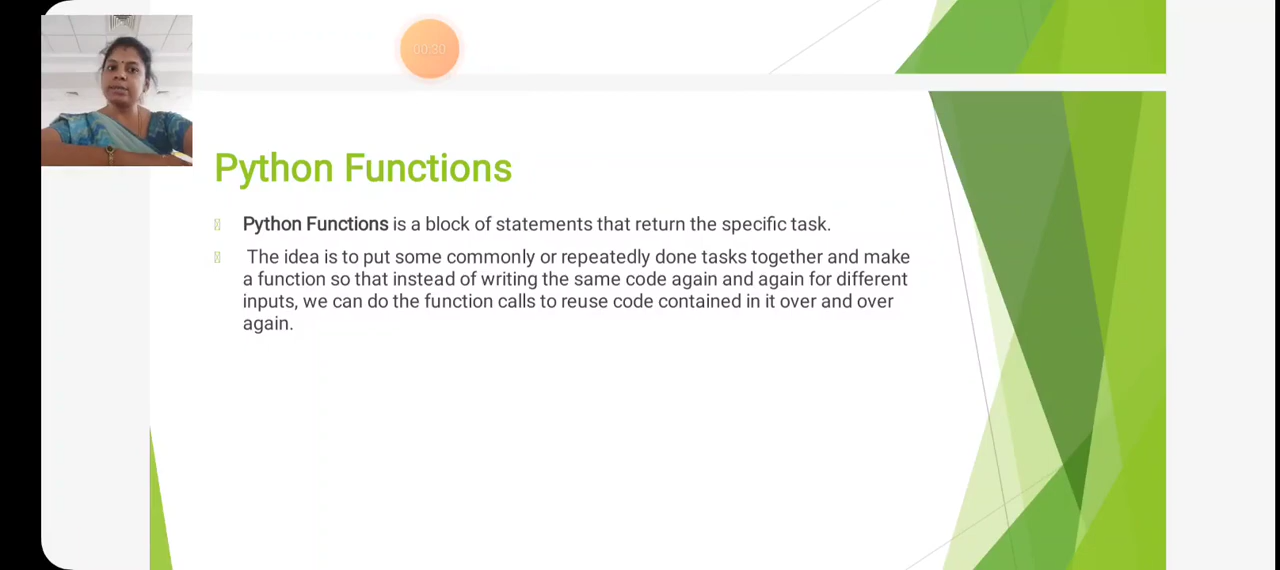 00:30
Python Functions
Python Functions is a block of statements that return the specific task.
The idea is to put some commonly or repeatedly done tasks together and make
a function so that instead of writing the same code again and again for different
inputs, we can do the function calls to reuse code contained in it over and over
again.